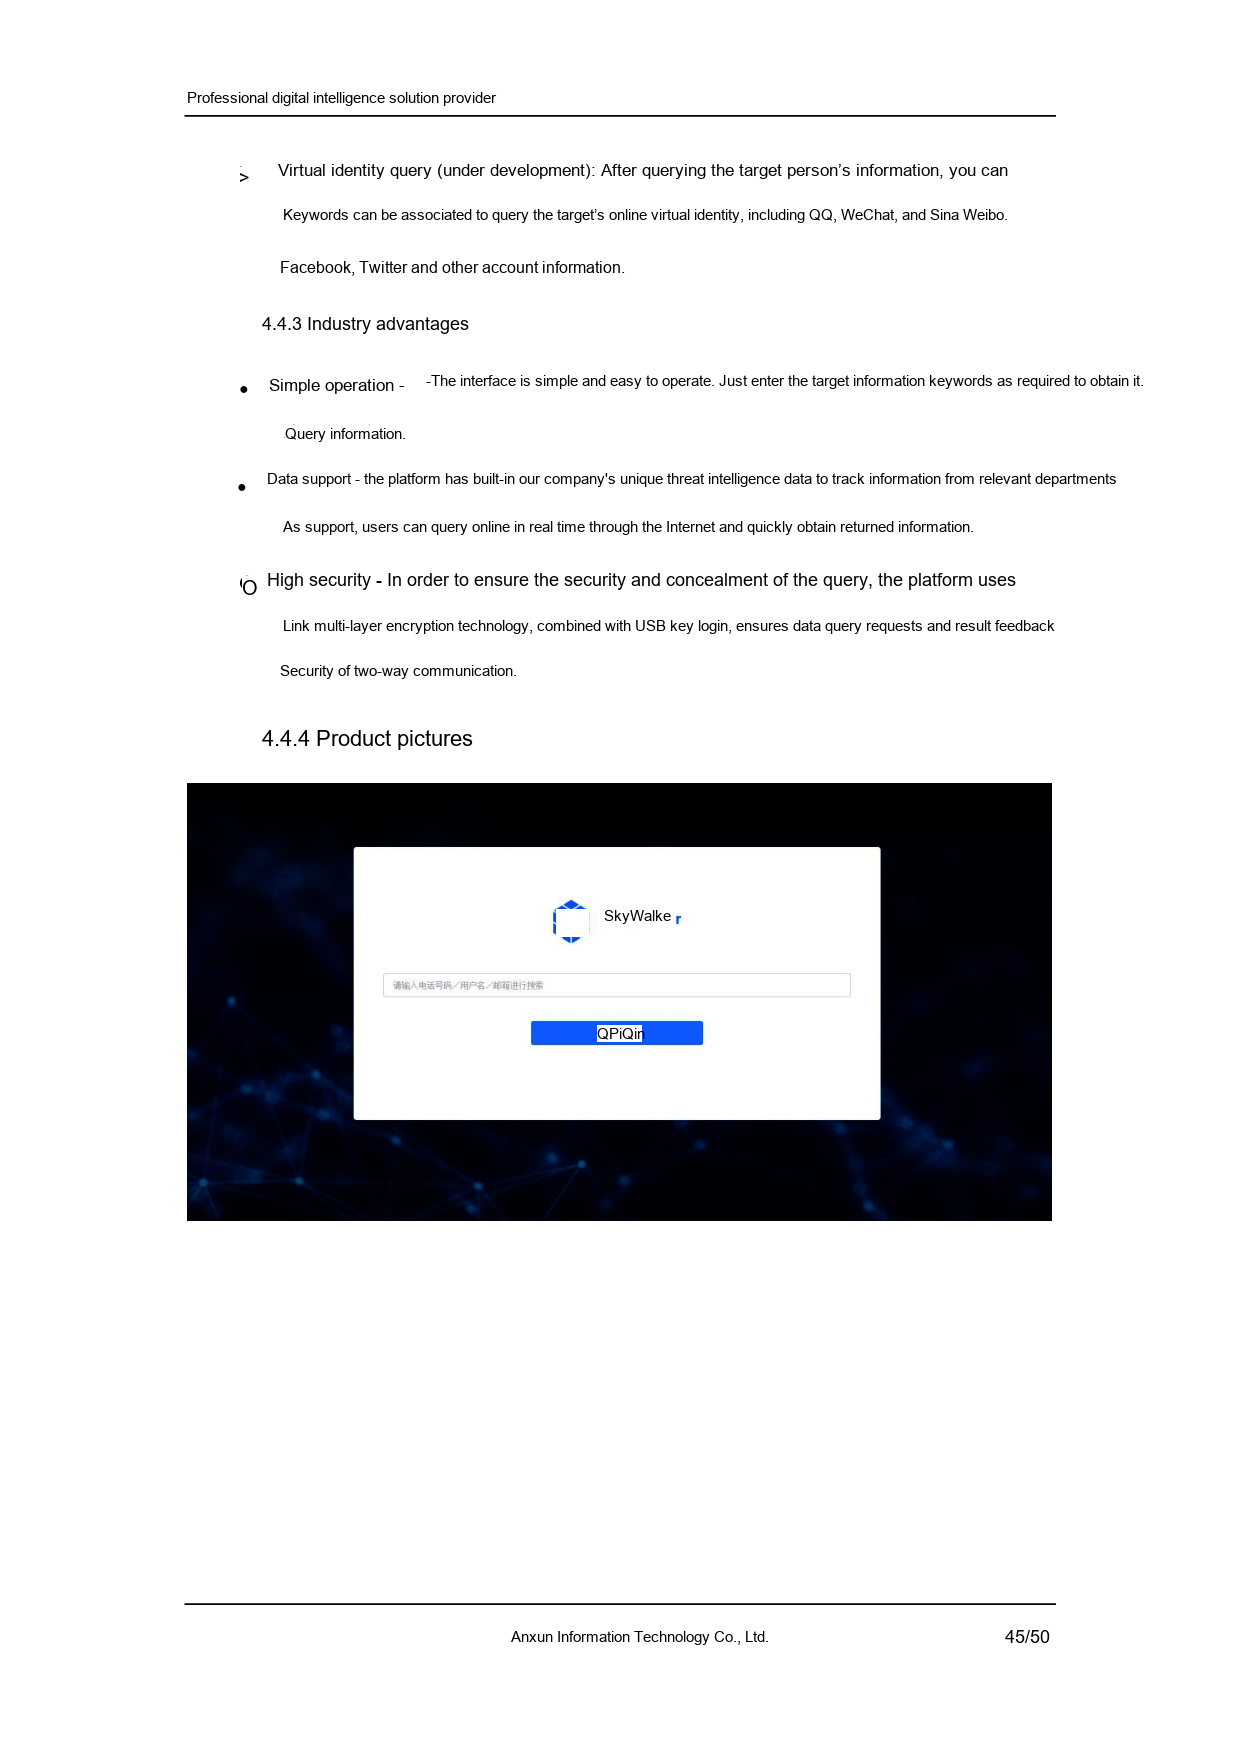 Professional digital intelligence solution provider
> Virtual identity query (under development): After querying the target person’s information, you can
Keywords can be associated to query the target’s online virtual identity, including QQ, WeChat, and Sina Weibo.
Facebook, Twitter and other account information.
4.4.3 Industry advantages
● Simple operation - -The interface is simple and easy to operate. Just enter the target information keywords as required to obtain it.
Query information.
● Data support - the platform has built-in our company's unique threat intelligence data to track information from relevant departments
As support, users can query online in real time through the Internet and quickly obtain returned information.
O High security - In order to ensure the security and concealment of the query, the platform uses
Link multi-layer encryption technology, combined with USB key login, ensures data query requests and result feedback
Security of two-way communication.
4.4.4 Product pictures
SkyWalke r
请输入电话号码／用户名／邮箱进行搜索
QPiQin
Anxun Information Technology Co., Ltd.
45/50